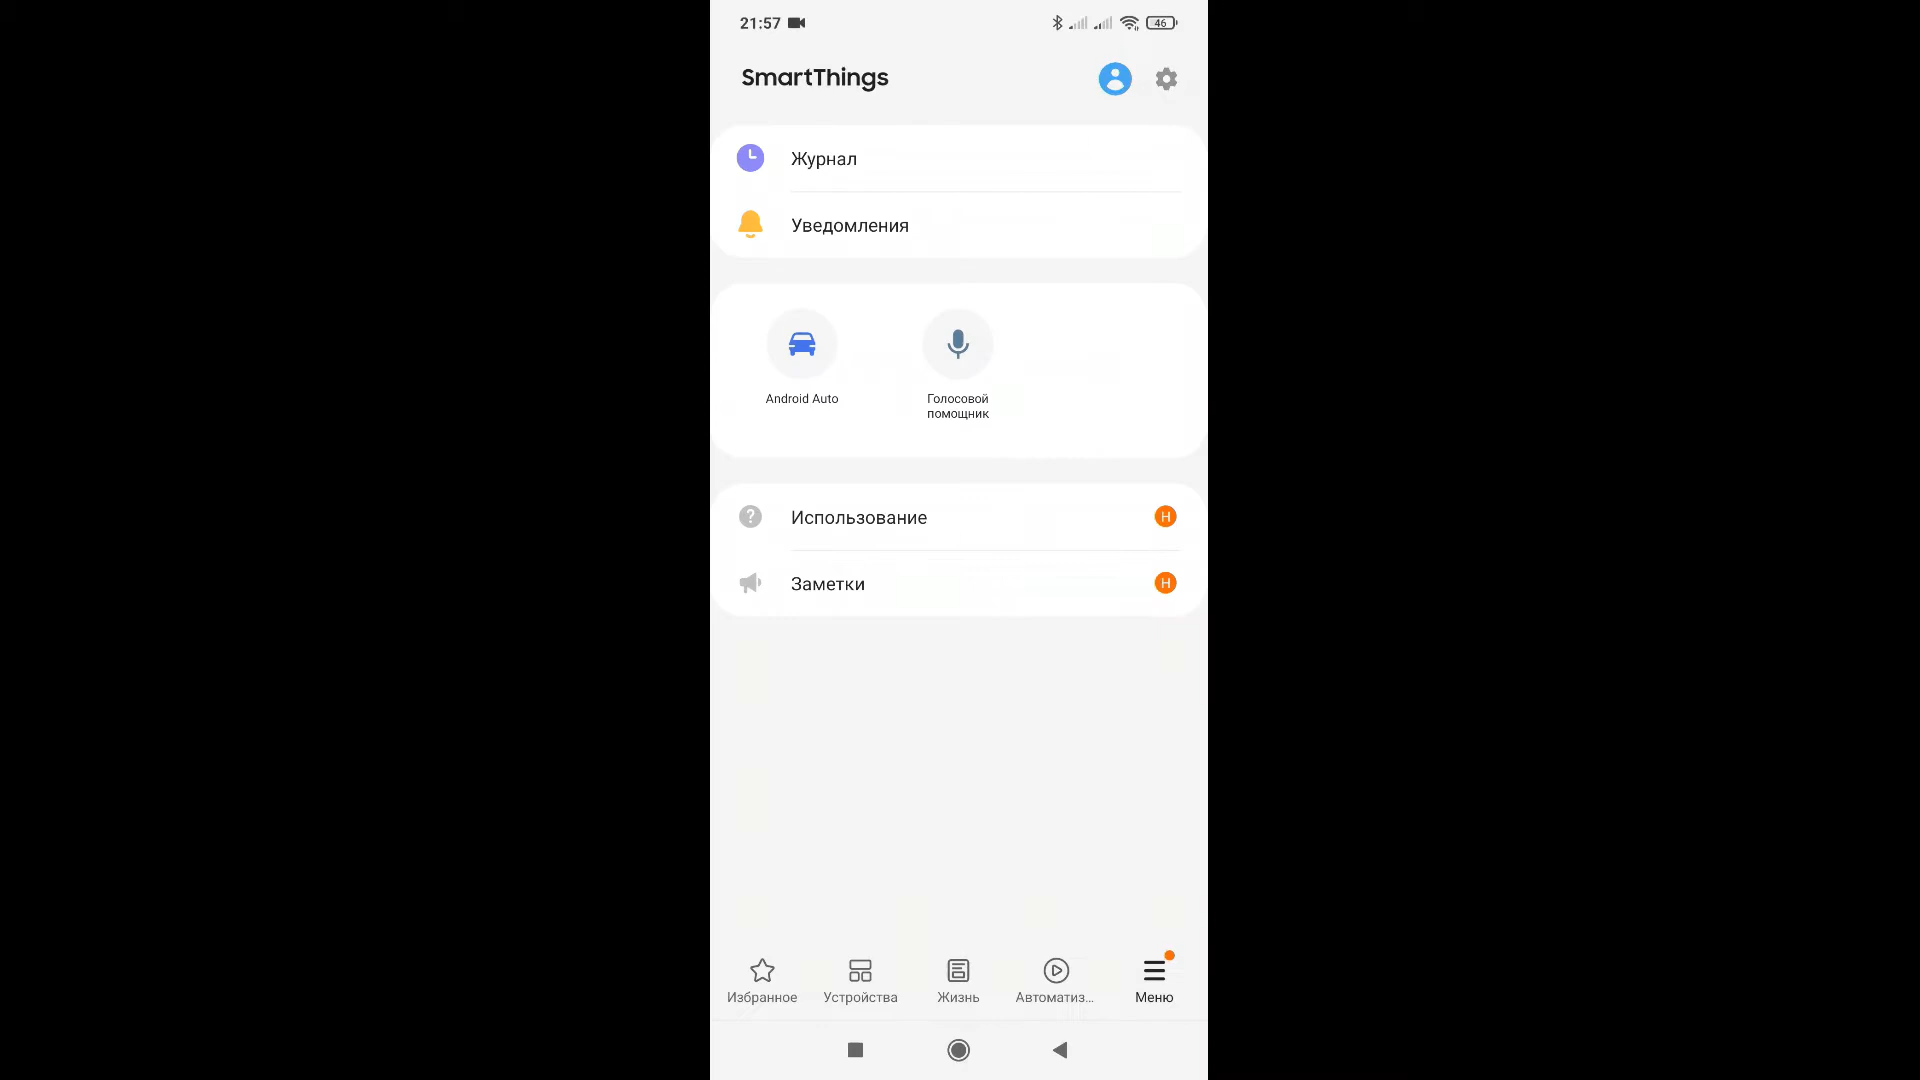 21:57
46
SmartThings
Журнал
Уведомления
Android Auto
Голосовой
помощник
Использование
Н
Заметки
Н
Избранное
Устройства
Жизнь
Автоматиз...
Меню